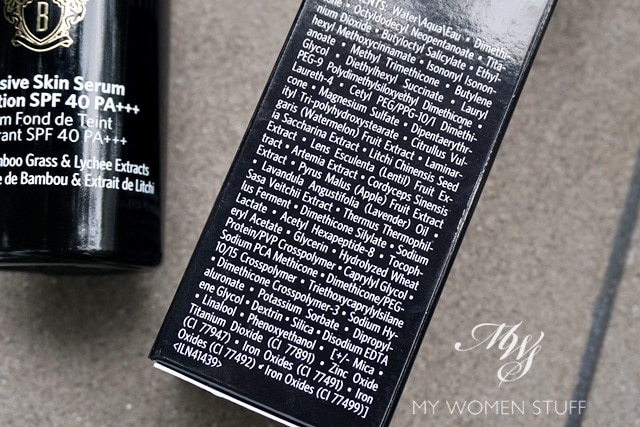 B
sive Skin Serum
tion SPF 40 PA+++
m Fond de Teint
rant SPF 40 PA+++
mboo Grass & Lychee Extracts
e de Bambou & Extrait de Litchi
ENTS: Water\Aqua\Eau • Dimethi-
cone • Octyldodecyl Neopentanoate • Tita-
nium Dioxide • Butyloctyl Salicylate • Ethyl-
hexyl Methoxycinnamate • Isononyl Isonon-
anoate • Methyl Trimethicone • Butylene
Glycol • Diethylhexyl Succinate • Lauryl
PEG-9 Polydimethylsiloxyethyl Dimethicone •
Laureth-4 • Cetyl PEG/PPG-10/1 Dimethi-
cone • Magnesium Sulfate • Dipentaerythr-
ityl Tri-polyhydroxystearate • Citrullus Vul-
garis (Watermelon) Fruit Extract • Laminar-
ia Saccharina Extract • Litchi Chinensis Seed
Extract • Lens Esculenta (Lentil) Fruit Ex-
tract • Artemia Extract • Cordyceps Sinensis
Extract • Pyrus Malus (Apple) Fruit Extract
• Lavandula Angustifolia (Lavender) Oil •
Sasa Veitchii Extract • Thermus Thermophil-
lus Ferment • Dimethicone Silylate • Sodium
Lactate • Acetyl Hexapeptide-8 • Tocoph-
eryl Acetate • Glycerin • Hydrolyzed Wheat
Protein/PVP Crosspolymer • Caprylyl Glycol •
Sodium PCA Methicone • Dimethicone/PEG-
10/15 Crosspolymer • Triethoxycaprylylsilane
• Dimethicone Crosspolymer-3 • Sodium Hy-
aluronate • Potassium Sorbate • Dipropyl-
ene Glycol • Dextrin • Silica • Disodium EDTA
• Linalool • Phenoxyethanol • [+/- Mica •
Titanium Dioxide (CI 77891) • Zinc Oxide
(CI 77947) • Iron Oxides (CI 77491) • Iron
Oxides (CI 77492) • Iron Oxides (CI 77499)]
<ILN41439>
MWS
MY WOMEN STUFF